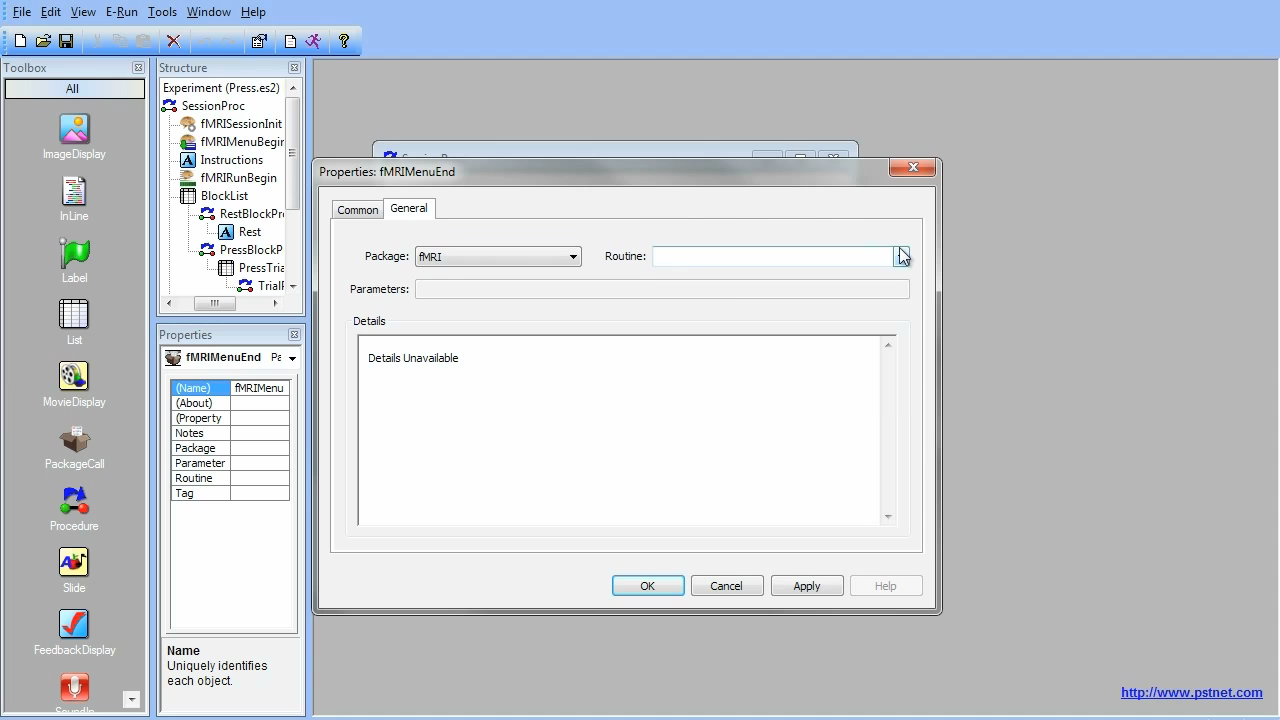 File Edit View E-Run Tools Window Help
Toolbox
All
ImageDisplay
InLine
Label
List
MovieDisplay
PackageCall
Procedure
Slide
FeedbackDisplay
Structure
Experiment (Press.es2)
SessionProc
fMRISessionInit
fMRIMenuBegin
Instructions
fMRIRunBegin
BlockList
RestBlockPr
Rest
PressBlockP
PressTria
TrialP
Properties
fMRIMenuEnd Pa
(Name) fMRIMenu
(About)
(Property
Notes
Package
Parameter
Routine
Tag
Name
Uniquely identifies
each object.
Properties: fMRIMenuEnd
Common General
Package: fMRI Routine:
Parameters:
Details
Details Unavailable
OK Cancel Apply Help
http://www.pstnet.com